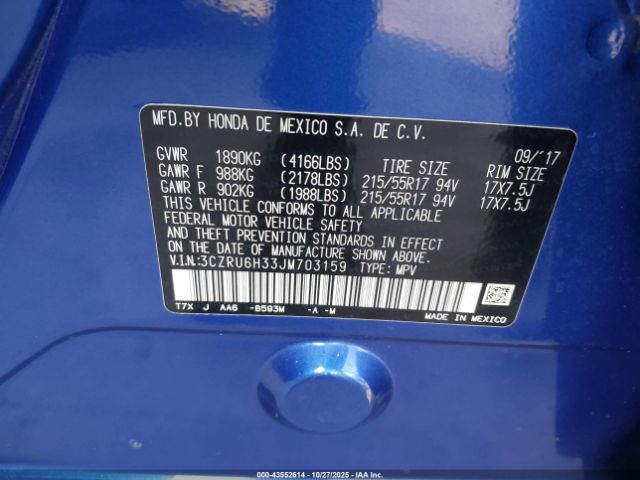 MFD.BY HONDA DE MEXICO S.A. DE C.V.
09/'17
GVWR 1890KG (4166LBS) TIRE SIZE RIM SIZE
GAWR F 988KG (2178LBS) 215/55R17 94V 17X7.5J
GAWR R 902KG (1988LBS) 215/55R17 94V 17X7.5J
THIS VEHICLE CONFORMS TO ALL APPLICABLE
FEDERAL MOTOR VEHICLE SAFETY
AND THEFT PREVENTION STANDARDS IN EFFECT
ON THE DATE OF MANUFACTURE SHOWN ABOVE.
V.I.N:3CZRU6H33JM703159 TYPE: MPV
T7X J AA6 -B593M -A -M
MADE IN MEXICO
000-43552614 - 10/27/2025 - Copyright © IAA, LLC